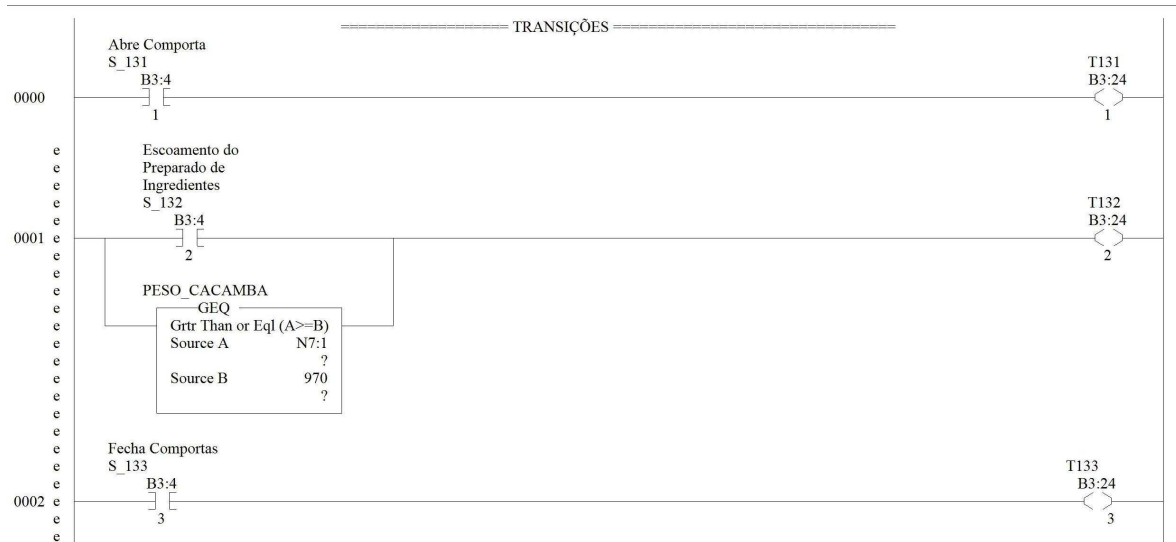 ================== TRANSIÇÕES ==============================
Abre Comporta
S_131
B3:4
T131
B3:24
0000
1
1
e
Escoamento do
e
Preparado de
e
Ingredientes
e
S_132
T132
e
B3:4
B3:24
0001 e
e
2
2
e
e
PESO_CACAMBA
e
GEQ
e
Grtr Than or Eql (A>=B)
e
Source A N7:1
e
?
e
Source B 970
e
?
e
e
e
Fecha Comportas
e
S_133
T133
e
B3:4
B3:24
0002 e
e
3
3
e